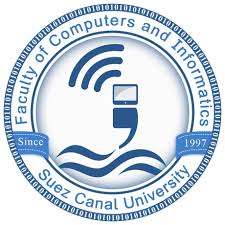 Faculty of Computers and Informatics
Since 1997
Suez Canal University